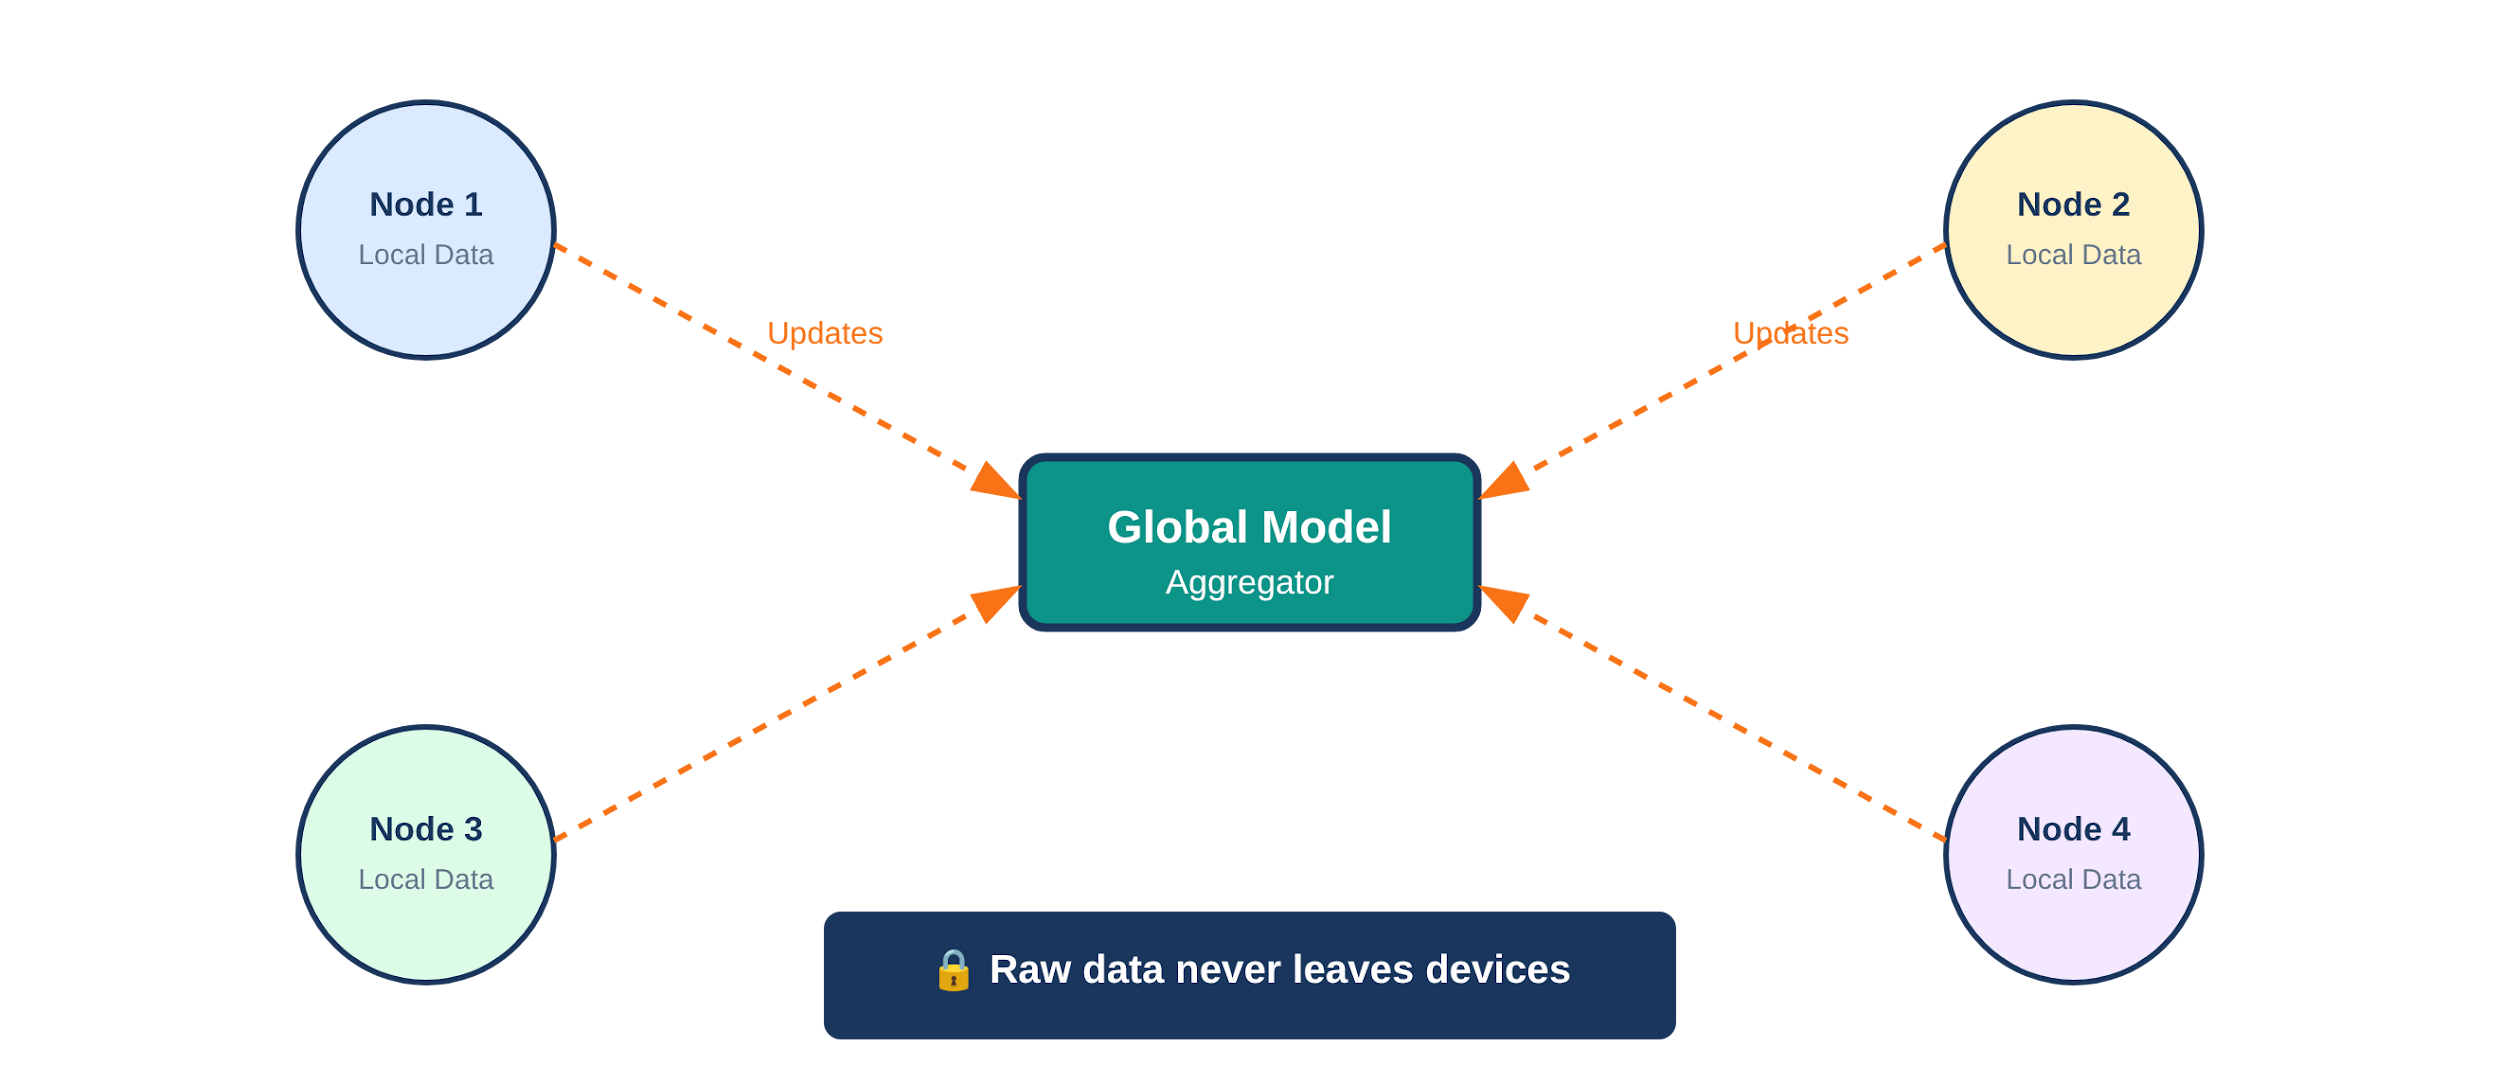 Node 1
Local Data
Node 2
Local Data
Updates
Updates
Global Model
Aggregator
Node 3
Local Data
Node 4
Local Data
🔒 Raw data never leaves devices